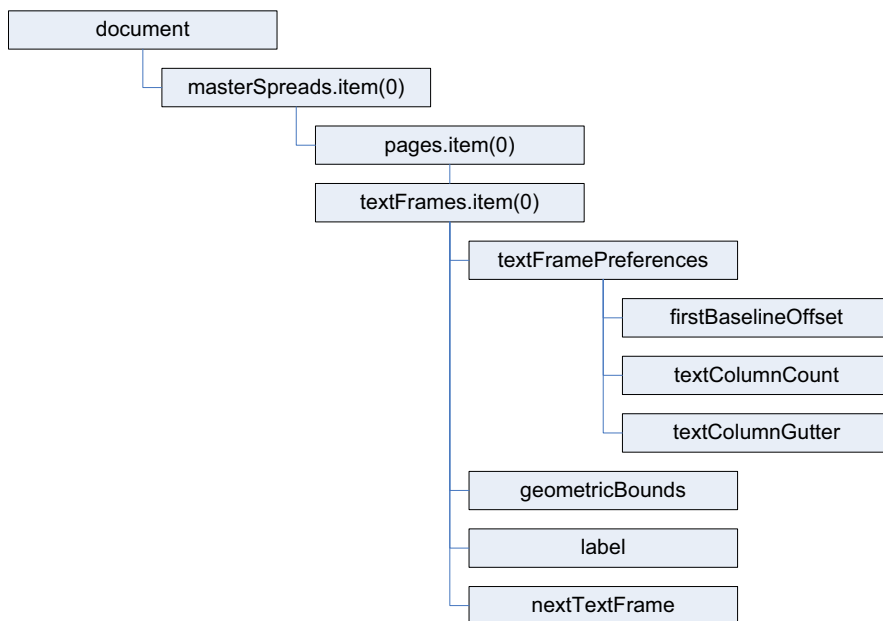 document
masterSpreads.item(0)
pages.item(0)
textFrames.item(0)
textFramePreferences
firstBaselineOffset
textColumnCount
textColumnGutter
geometricBounds
label
nextTextFrame